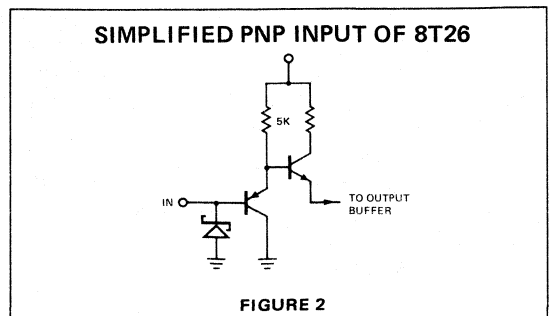 SIMPLIFIED PNP INPUT OF 8T26
5K
IN
TO OUTPUT
BUFFER
FIGURE 2